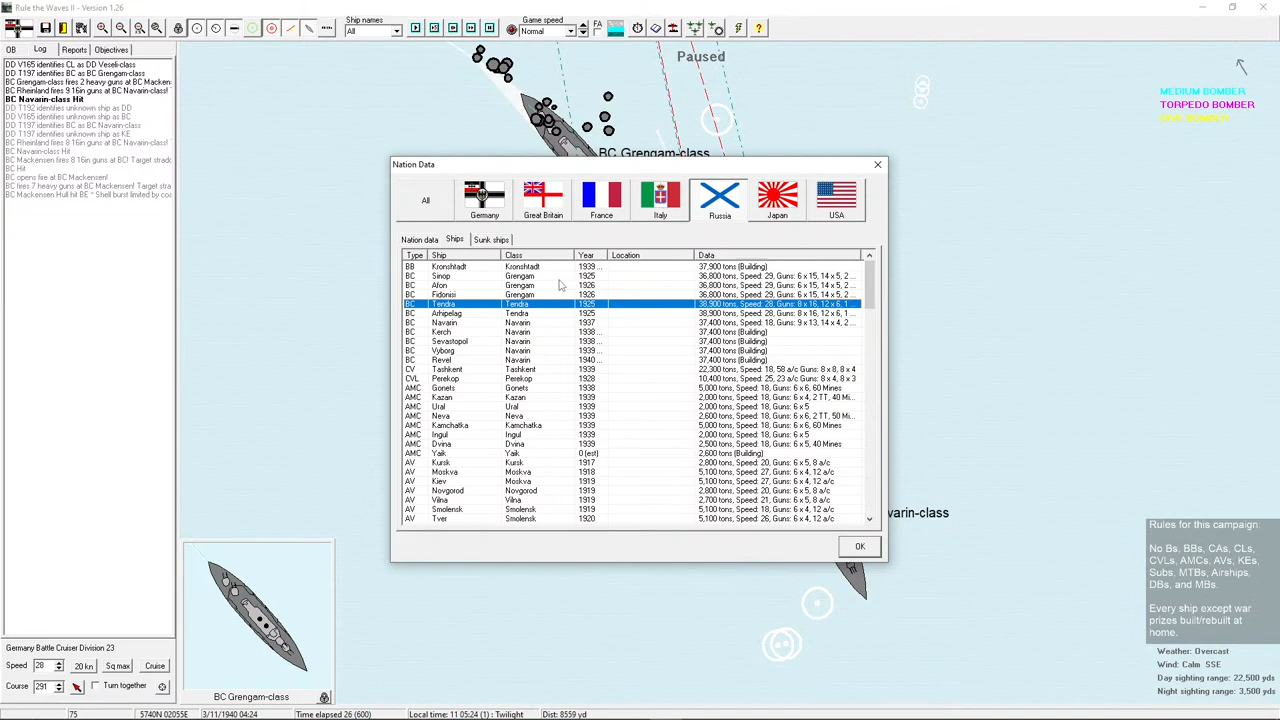 Rule the Waves II - Version 1.26
Ship names
All
Game speed
Normal
FA
OB
Log
Reports
Objectives
DD V165 identifies CL as DD Veseli-class
DD T197 identifies BC as BC Grengam-class
BC Grengam-class fires 2 heavy guns at BC Mackens
BC Rheinland fires 9 16in guns at BC Navarin-class!
BC Navarin-class Hit
DD T192 identifies unknown ship as DD
DD V165 identifies unknown ship as BC
DD T197 identifies BC as BC Navarin-class
DD T197 identifies unknown ship as KE
BC Rheinland fires 8 16in guns at BC Navarin-class!
BC Navarin-class Hit
BC Mackensen fires 8 16in guns at BC! Target stradd
BC Hit
BC opens fire at BC Mackensen!
BC fires 7 heavy guns at BC Mackensen! Target stra
BC Mackensen Hull hit BE ^ Shell burst limited by coa
Paused
MEDIUM BOMBER
TORPEDO BOMBER
BC Grengam-class
Nation Data
All
Germany
Great Britain
France
Italy
Russia
Japan
USA
Nation data
Ships
Sunk ships
Type Ship Class Year Location Data
BB Kronshtadt Kronshtadt 1939... 37,900 tons (Building)
BC Sinop Grengam 1925 36,800 tons, Speed: 29, Guns: 6 x 15, 14 x 5, 2 ...
BC Afon Grengam 1926 36,800 tons, Speed: 29, Guns: 6 x 15, 14 x 5, 2 ...
BC Fidonisi Grengam 1926 36,800 tons, Speed: 29, Guns: 6 x 15, 14 x 5, 2 ...
BC Tendra Tendra 1925 38,900 tons, Speed: 28, Guns: 8 x 16, 12 x 6, 1 ...
BC Arhipelag Tendra 1925 38,900 tons, Speed: 28, Guns: 8 x 16, 12 x 6, 1 ...
BC Navarin Navarin 1937 37,400 tons, Speed: 18, Guns: 9 x 13, 14 x 4, 2 ...
BC Kerch Navarin 1938... 37,400 tons (Building)
BC Sevastopol Navarin 1938... 37,400 tons (Building)
BC Vyborg Navarin 1939... 37,400 tons (Building)
BC Revel Navarin 1940... 37,400 tons (Building)
CV Tashkent Tashkent 1939 22,300 tons, Speed: 18, 58 a/c Guns: 8 x 8, 8 x 4
CVL Perekop Perekop 1928 10,400 tons, Speed: 25, 23 a/c Guns: 8 x 4, 8 x 3
AMC Gonets Gonets 1938 5,000 tons, Speed: 18, Guns: 6 x 6, 60 Mines
AMC Kazan Kazan 1939 2,000 tons, Speed: 18, Guns: 6 x 4, 2 TT, 40 Mi...
AMC Ural Ural 1939 2,000 tons, Speed: 18, Guns: 6 x 5
AMC Neva Neva 1939 2,600 tons, Speed: 18, Guns: 6 x 6, 2 TT, 50 Mi...
AMC Kamchatka Kamchatka 1939 5,000 tons, Speed: 18, Guns: 6 x 6, 60 Mines
AMC Ingul Ingul 1939 2,000 tons, Speed: 18, Guns: 6 x 5
AMC Dvina Dvina 1939 2,500 tons, Speed: 18, Guns: 6 x 5, 40 Mines
AMC Yaik Yaik 0 (est) 2,600 tons (Building)
AV Kursk Kursk 1917 2,800 tons, Speed: 20, Guns: 6 x 5, 8 a/c
AV Moskva Moskva 1918 5,100 tons, Speed: 27, Guns: 6 x 4, 12 a/c
AV Kiev Moskva 1919 5,100 tons, Speed: 27, Guns: 6 x 4, 12 a/c
AV Novgorod Novgorod 1919 2,800 tons, Speed: 20, Guns: 6 x 5, 8 a/c
AV Vilna Vilna 1919 2,700 tons, Speed: 21, Guns: 6 x 5, 8 a/c
AV Smolensk Smolensk 1919 5,100 tons, Speed: 18, Guns: 6 x 4, 12 a/c
AV Tver Smolensk 1920 5,100 tons, Speed: 26, Guns: 6 x 4, 12 a/c
OK
varin-class
Rules for this campaign:
No Bs, BBs, CAs, CLs,
CVLs, AMCs, AVs, KEs,
Subs, MTBs, Airships,
DBs, and MBs.
Every ship except war
prizes built/rebuilt at
home.
Weather: Overcast
Wind: Calm SSE
Day sighting range: 22,500 yds
Night sighting range: 3,500 yds
Germany Battle Cruiser Division 23
Speed 28 20 kn Sq max Cruise
Course 291 Turn together
BC Grengam-class
75 5740N 02055E 3/11/1940 04:24 Time elapsed 26 (600) Local time: 11 05:24 (1) : Twilight Dist: 8559 yd